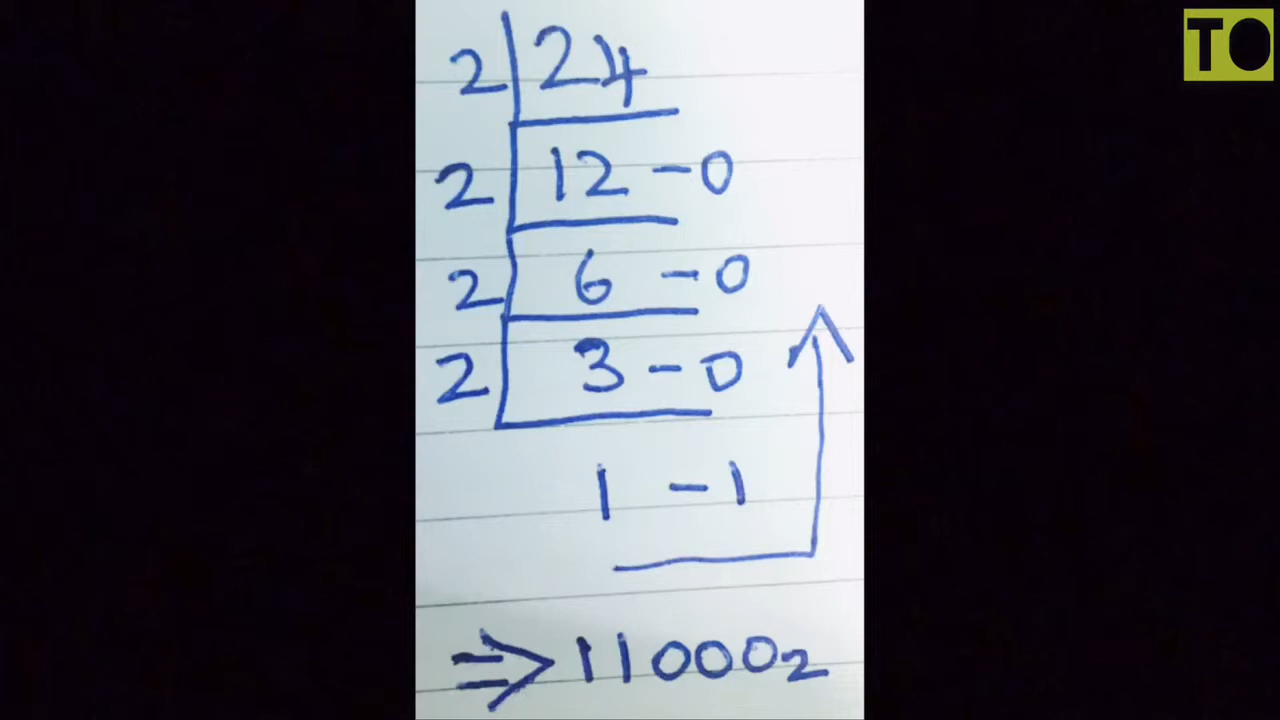 TO
2 24
2 12 - 0
2 6 - 0
2 3 - 0
1 - 1
⇒ 11000₂